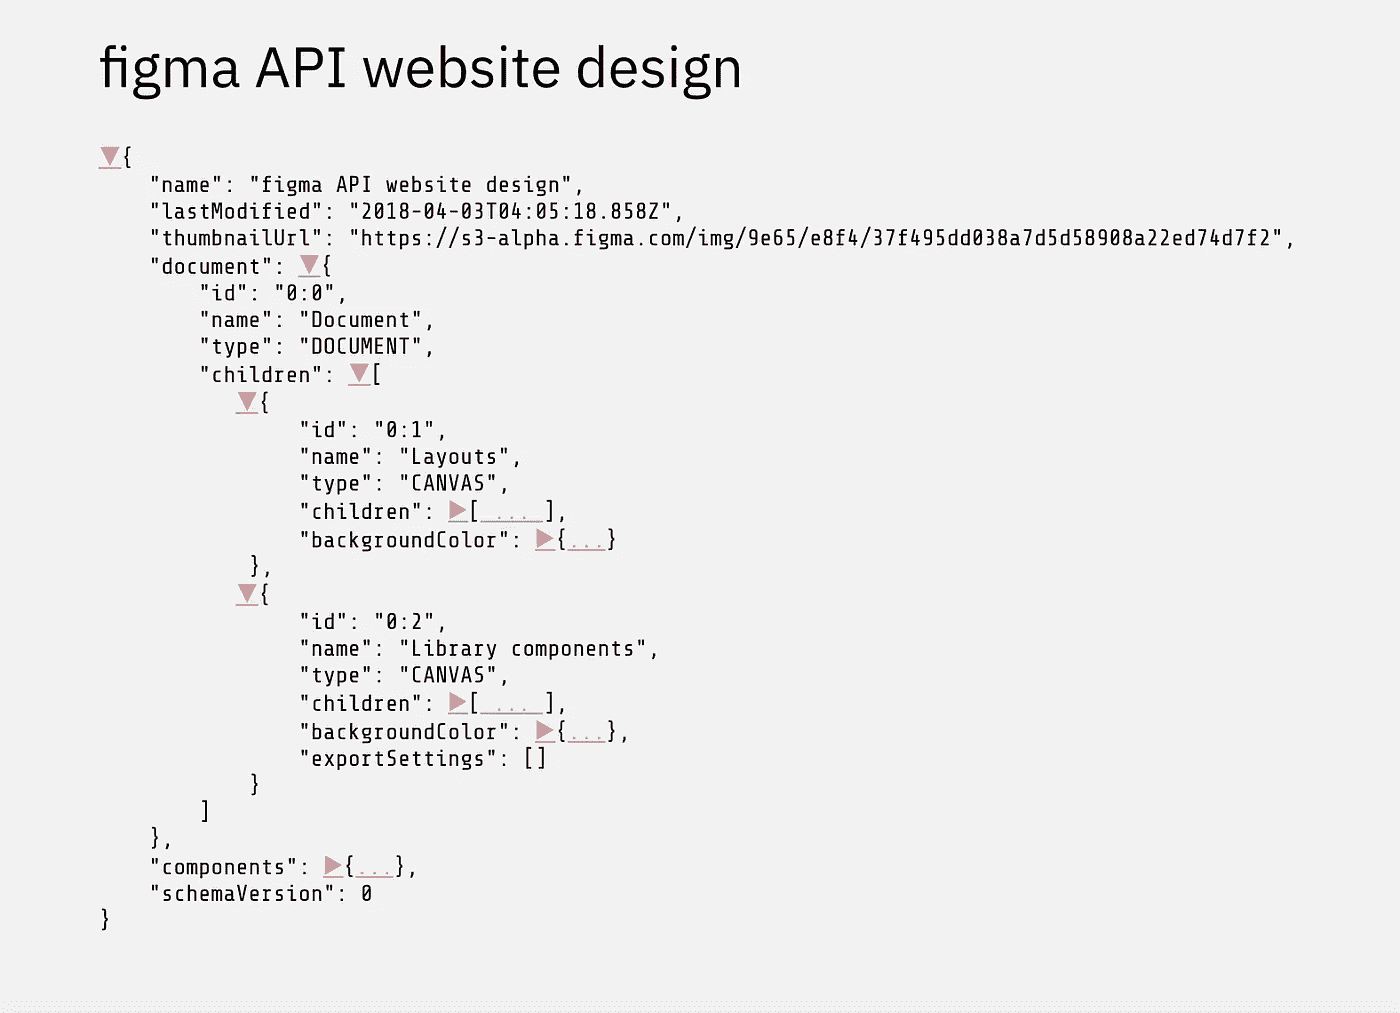 figma API website design
▼{
"name": "figma API website design",
"lastModified": "2018-04-03T04:05:18.858Z",
"thumbnailUrl": "https://s3-alpha.figma.com/img/9e65/e8f4/37f495dd038a7d5d58908a22ed74d7f2",
"document": ▼{
"id": "0:0",
"name": "Document",
"type": "DOCUMENT",
"children": ▼[
▼{
"id": "0:1",
"name": "Layouts",
"type": "CANVAS",
"children": ▶[ ... ],
"backgroundColor": ▶{...}
},
▼{
"id": "0:2",
"name": "Library components",
"type": "CANVAS",
"children": ▶[ ... ],
"backgroundColor": ▶{...},
"exportSettings": []
}
]
},
"components": ▶{...},
"schemaVersion": 0
}